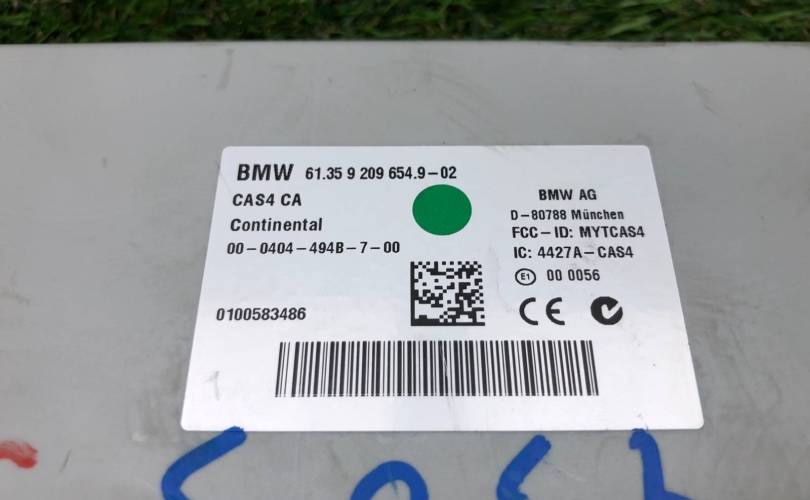 BMW 61.35 9 209 654.9-02
CAS4 CA
Continental
00-0404-494B-7-00
0100583486
BMW AG
D-80788 München
FCC-ID: MYTCAS4
IC: 4427A-CAS4
E1 00 0056
CE